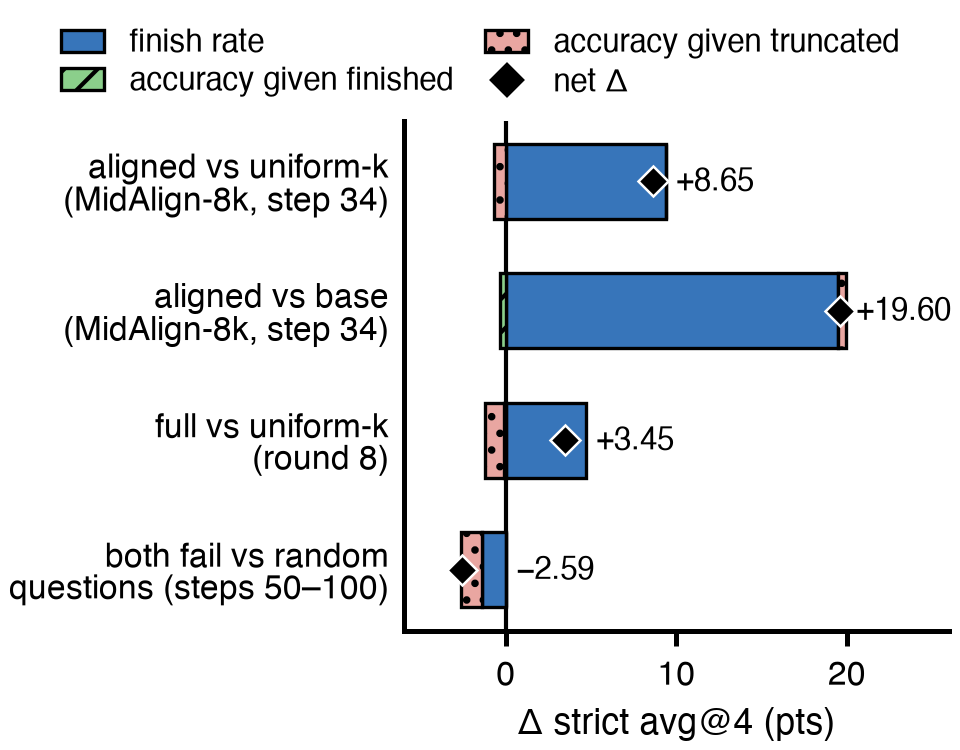 finish rate
accuracy given truncated
accuracy given finished
net Δ
aligned vs uniform-k
(MidAlign-8k, step 34)
+8.65
aligned vs base
(MidAlign-8k, step 34)
+19.60
full vs uniform-k
(round 8)
+3.45
both fail vs random
questions (steps 50–100)
−2.59
0
10
20
Δ strict avg@4 (pts)